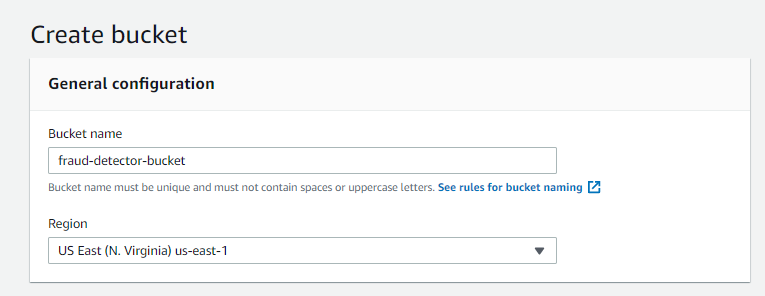 Create bucket
General configuration
Bucket name
fraud-detector-bucket
Bucket name must be unique and must not contain spaces or uppercase letters. See rules for bucket naming
Region
US East (N. Virginia) us-east-1